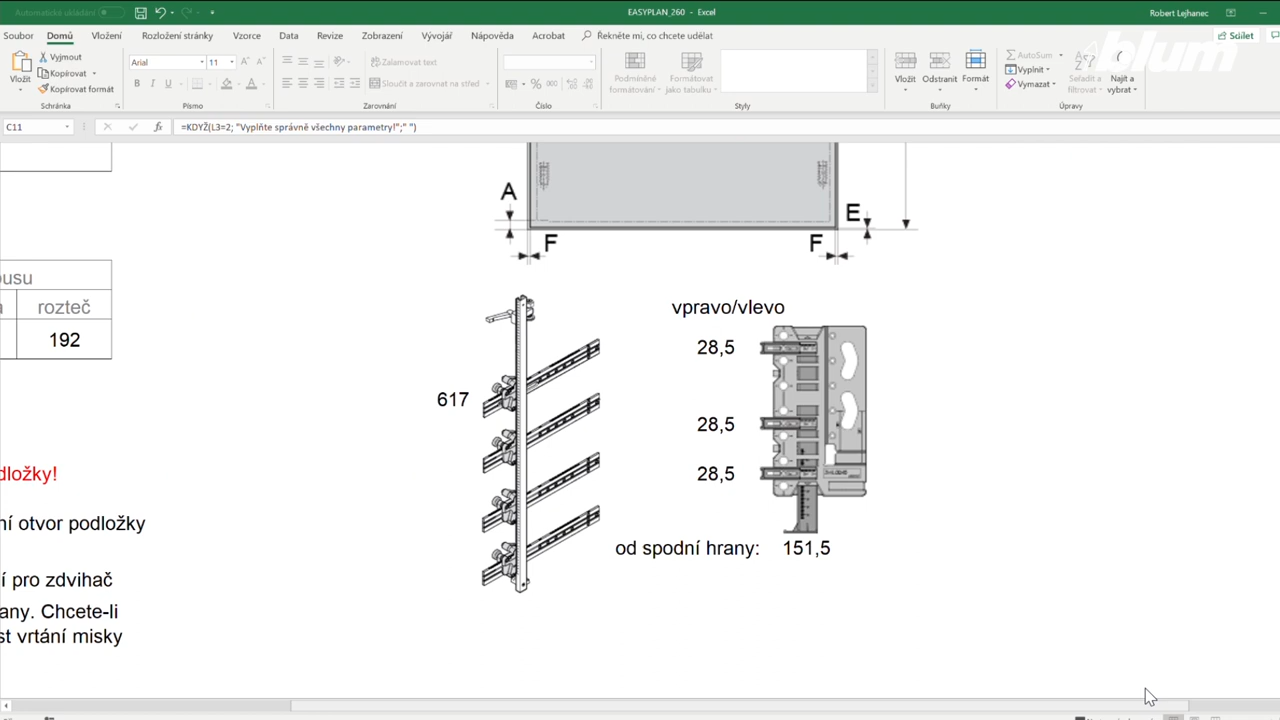 Automatické ukládání
EASYPLAN_260 - Excel
Robert Lejhanec
Soubor Domů Vložení Rozložení stránky Vzorce Data Revize Zobrazení Vývojář Nápověda Acrobat Řekněte mi, co chcete udělat Sdílet
blum
Vložit
Vyjmout
Kopírovat
Kopírovat formát
Schránka
Arial 11
B I U
Písmo
Zalamovat text
Sloučit a zarovnat na střed
Zarovnání
% 000
Číslo
Podmíněné formátování
Formátovat jako tabulku
Styly
Vložit Odstranit Formát
Buňky
AutoSum
Vyplnit
Vymazat
Seřadit a filtrovat
Najít a vybrat
Úpravy
C11 fx =KDYŽ(L3=2; "Vyplňte správně všechny parametry!";" ")
A
E
F F
ousu
a rozteč
192
vpravo/vlevo
28,5
617
28,5
28,5
od spodní hrany: 151,5
dložky!
ní otvor podložky
í pro zdvihač
any. Chcete-li
st vrtání misky